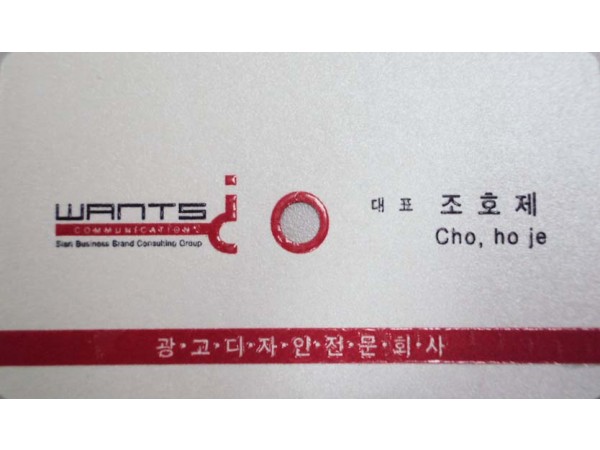 WANTS
COMMUNICATIONS
Sian Business Brand Consulting Group
대표 조호제
Cho, ho je
광·고·디·자·인·전·문·회·사